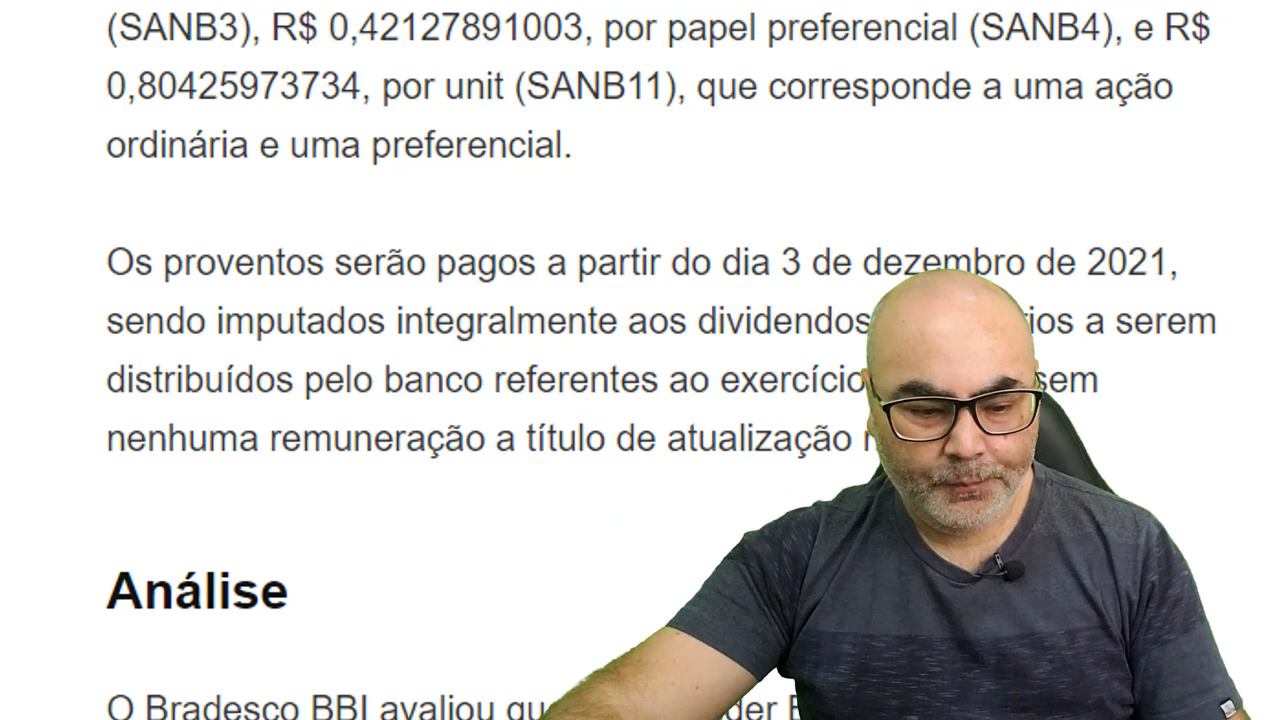 (SANB3), R$ 0,42127891003, por papel preferencial (SANB4), e R$
0,80425973734, por unit (SANB11), que corresponde a uma ação
ordinária e uma preferencial.
Os proventos serão pagos a partir do dia 3 de dezembro de 2021,
sendo imputados integralmente aos dividendos a serem
distribuídos pelo banco referentes ao exercício sem
nenhuma remuneração a título de atualização
Análise
O Bradesco BBI avaliou